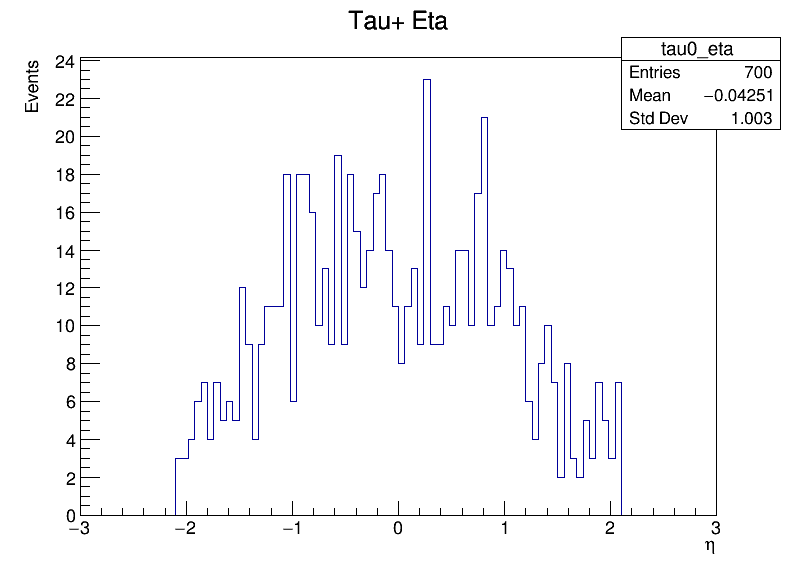 Tau+ Eta
tau0_eta
Entries 700
Mean −0.04251
Std Dev 1.003
Events
24
22
20
18
16
14
12
10
8
6
4
2
0
−3 −2 −1 0 1 2 3
η